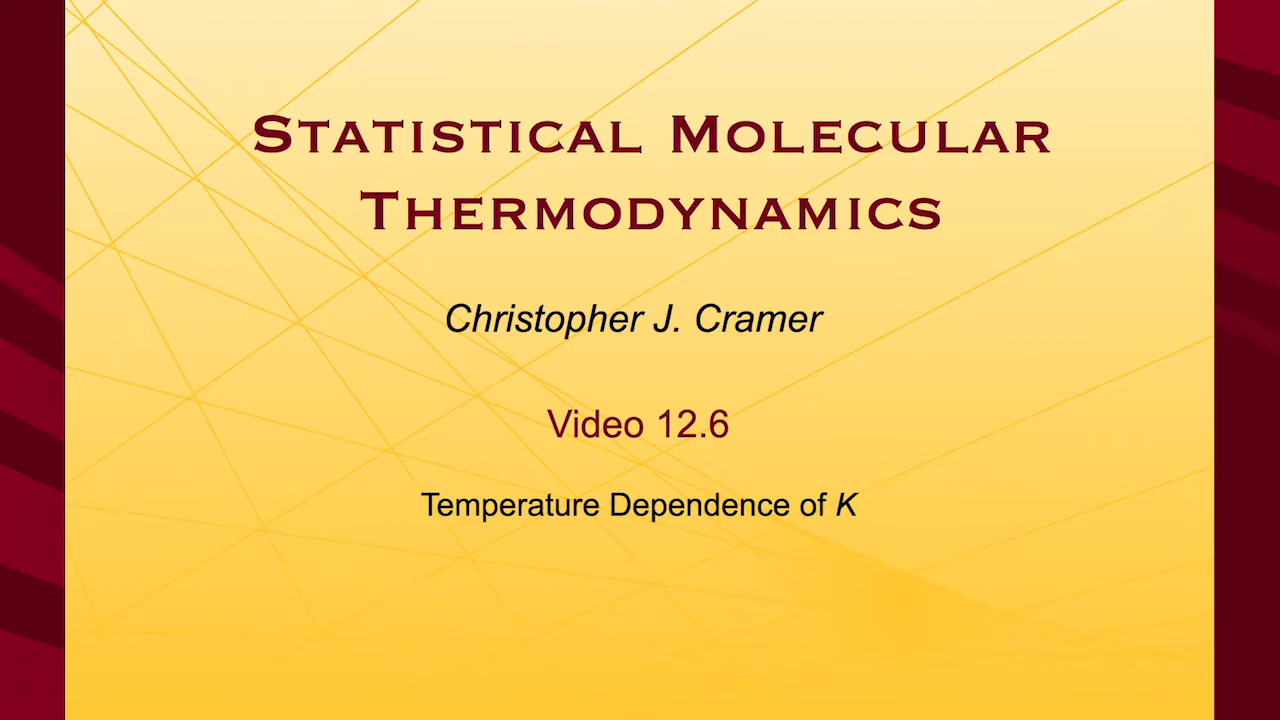 Statistical Molecular
Thermodynamics
Christopher J. Cramer
Video 12.6
Temperature Dependence of K